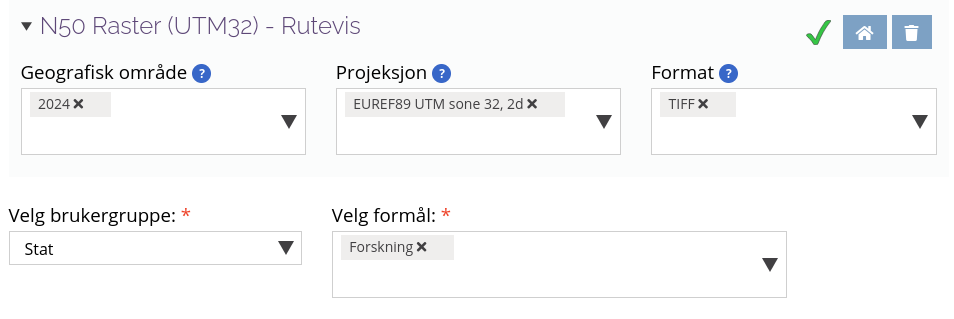 N50 Raster (UTM32) - Rutevis
Geografisk område ?
Projeksjon ?
Format ?
2024
EUREF89 UTM sone 32, 2d
TIFF
Velg brukergruppe: *
Velg formål: *
Stat
Forskning